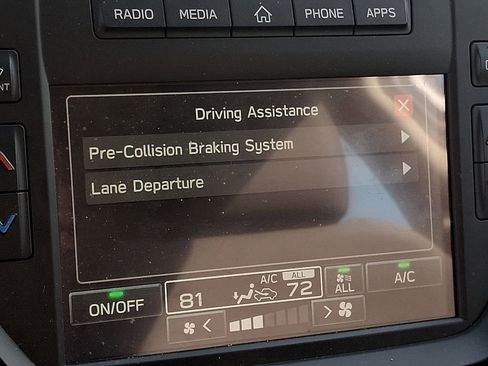 RADIO MEDIA PHONE APPS
Driving Assistance
Pre-Collision Braking System
Lane Departure
ON/OFF 81 A/C ALL 72 ALL A/C